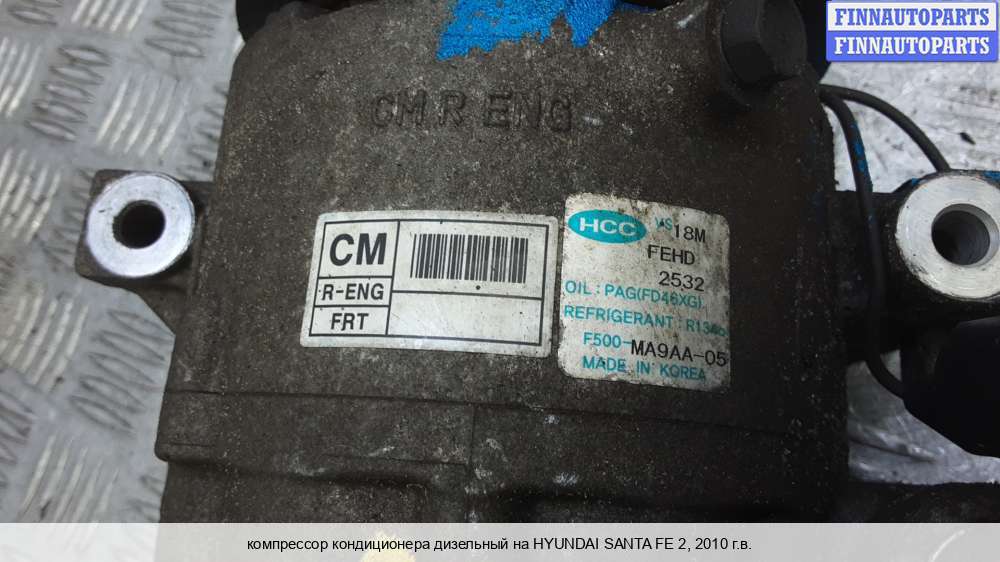 FINNAUTOPARTS
FINNAUTOPARTS
CM R ENG
CM
R-ENG
FRT
HCC VS18M
FEHD
2532
OIL : PAG(FD46XG)
REFRIGERANT : R134a
F500-MA9AA-05
MADE IN KOREA
компрессор кондиционера дизельный на HYUNDAI SANTA FE 2, 2010 г.в.